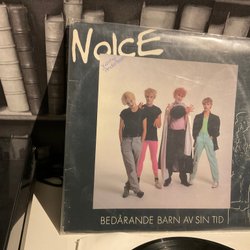 NOICE
BEDÅRANDE BARN AV SIN TID